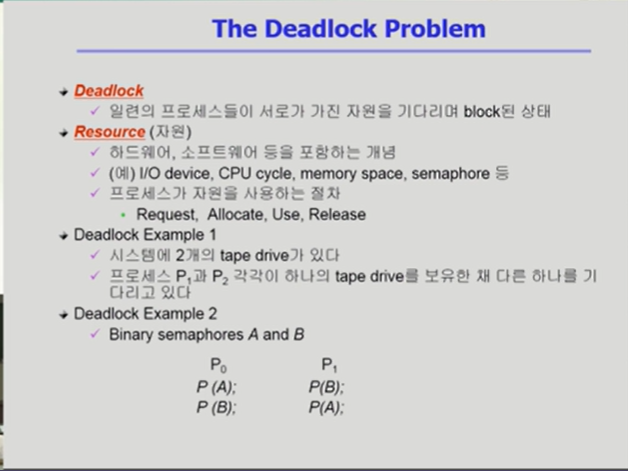 The Deadlock Problem
Deadlock
일련의 프로세스들이 서로가 가진 자원을 기다리며 block된 상태
Resource (자원)
하드웨어, 소프트웨어 등을 포함하는 개념
(예) I/O device, CPU cycle, memory space, semaphore 등
프로세스가 자원을 사용하는 절차
Request, Allocate, Use, Release
Deadlock Example 1
시스템에 2개의 tape drive가 있다
프로세스 P1과 P2 각각이 하나의 tape drive를 보유한 채 다른 하나를 기
다리고 있다
Deadlock Example 2
Binary semaphores A and B
P0 P1
P (A); P(B);
P (B); P(A);